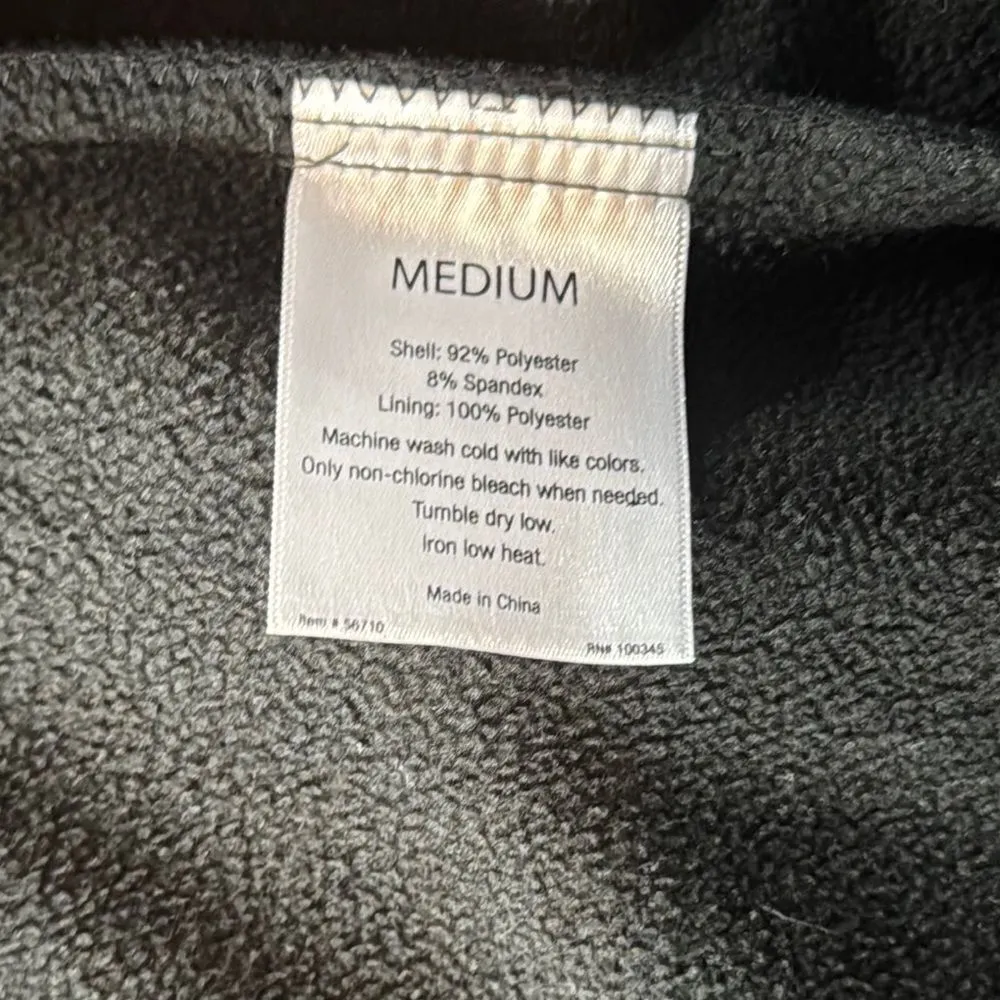 MEDIUM
Shell: 92% Polyester
8% Spandex
Lining: 100% Polyester
Machine wash cold with like colors.
Only non-chlorine bleach when needed.
Tumble dry low.
Iron low heat.
Made in China
Item # 56710
RN# 100345